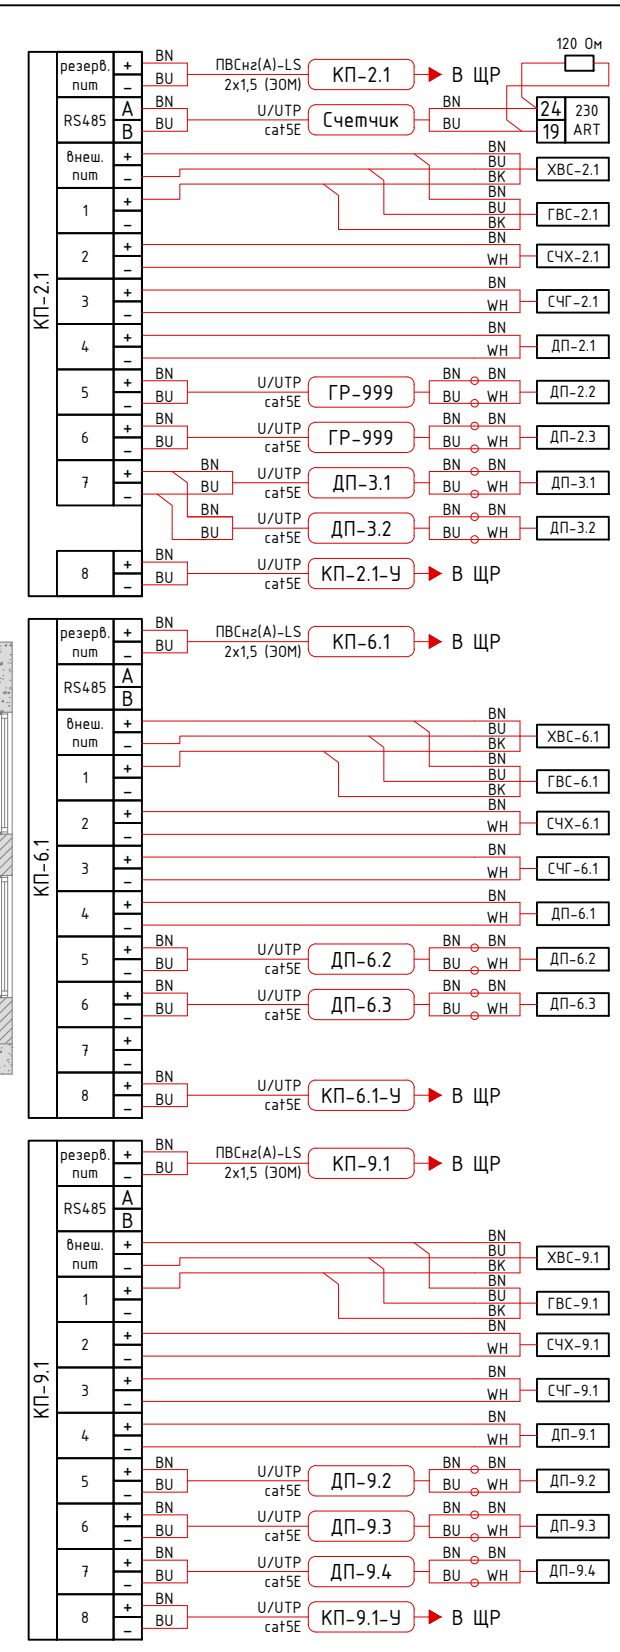 120 Ом
КП-2.1
резерв. пит + - BN BU ПВСнг(А)-LS 2х1,5 (ЭОМ) КП-2.1 В ЩР
RS485 A B BN BU U/UTP cat5E Счетчик BN BU 24 19 230 ART
внеш. пит + - BN BU BK ХВС-2.1
1 + - BN BU BK ГВС-2.1
2 + - BN WH СЧХ-2.1
3 + - BN WH СЧГ-2.1
4 + - BN WH ДП-2.1
5 + - BN BU U/UTP cat5E ГР-999 BN BU BN WH ДП-2.2
6 + - BN BU U/UTP cat5E ГР-999 BN BU BN WH ДП-2.3
7 + - BN BU U/UTP cat5E ДП-3.1 BN BU BN WH ДП-3.1
BN BU U/UTP cat5E ДП-3.2 BN BU BN WH ДП-3.2
8 + - BN BU U/UTP cat5E КП-2.1-У В ЩР
КП-6.1
резерв. пит + - BN BU ПВСнг(А)-LS 2х1,5 (ЭОМ) КП-6.1 В ЩР
RS485 A B
внеш. пит + - BN BU BK ХВС-6.1
1 + - BN BU BK ГВС-6.1
2 + - BN WH СЧХ-6.1
3 + - BN WH СЧГ-6.1
4 + - BN WH ДП-6.1
5 + - BN BU U/UTP cat5E ДП-6.2 BN BU BN WH ДП-6.2
6 + - BN BU U/UTP cat5E ДП-6.3 BN BU BN WH ДП-6.3
7 + -
8 + - BN BU U/UTP cat5E КП-6.1-У В ЩР
КП-9.1
резерв. пит + - BN BU ПВСнг(А)-LS 2х1,5 (ЭОМ) КП-9.1 В ЩР
RS485 A B
внеш. пит + - BN BU BK ХВС-9.1
1 + - BN BU BK ГВС-9.1
2 + - BN WH СЧХ-9.1
3 + - BN WH СЧГ-9.1
4 + - BN WH ДП-9.1
5 + - BN BU U/UTP cat5E ДП-9.2 BN BU BN WH ДП-9.2
6 + - BN BU U/UTP cat5E ДП-9.3 BN BU BN WH ДП-9.3
7 + - BN BU U/UTP cat5E ДП-9.4 BN BU BN WH ДП-9.4
8 + - BN BU U/UTP cat5E КП-9.1-У В ЩР